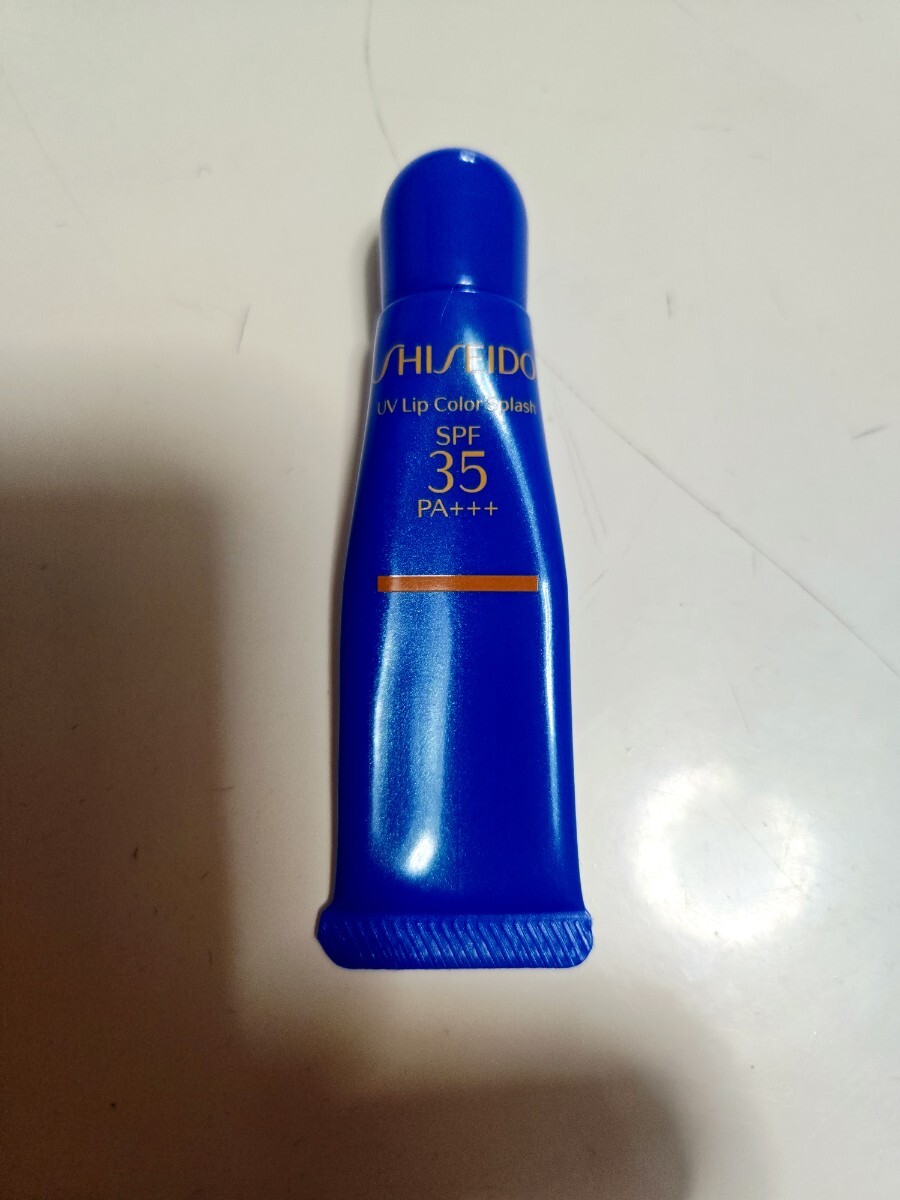 SHISEIDO
UV Lip Color Splash
SPF
35
PA+++